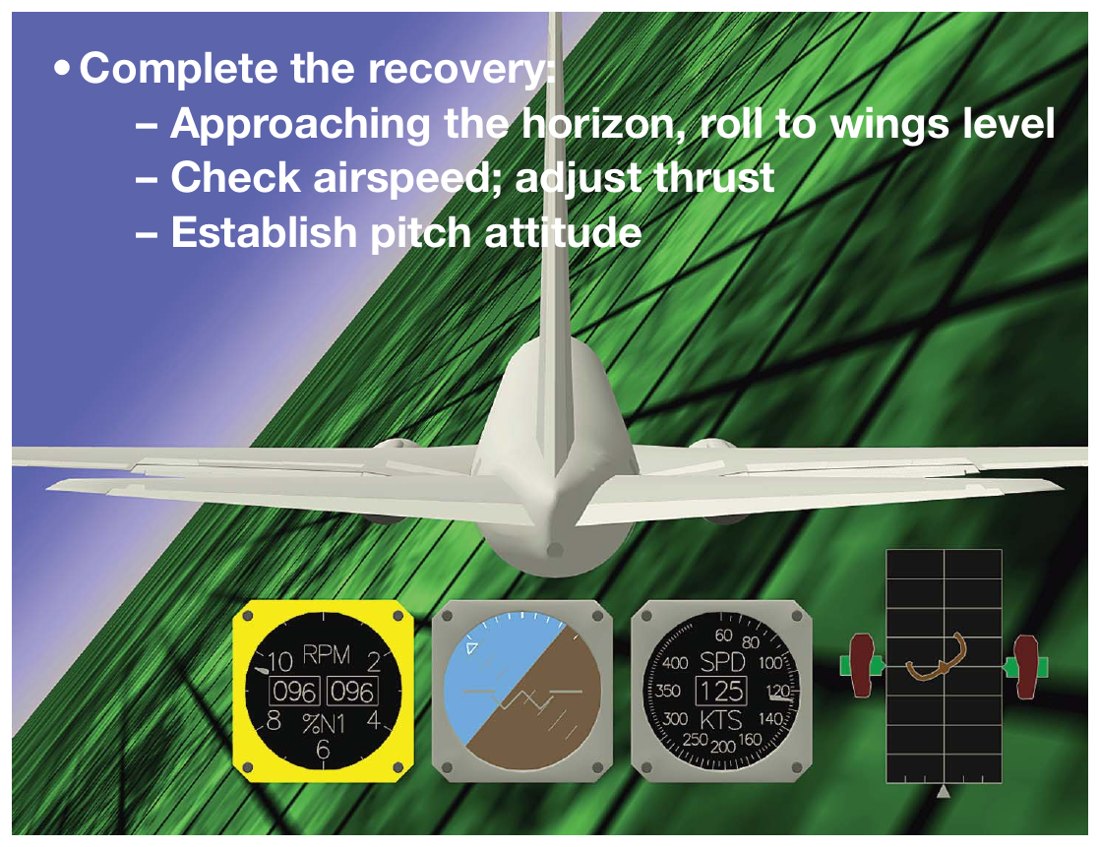 • Complete the recovery:
– Approaching the horizon, roll to wings level
– Check airspeed; adjust thrust
– Establish pitch attitude
10 RPM 2
096 096
8 %N1 4
6
60 80
400 SPD 100
350 125 120
300 KTS 140
250 200 160